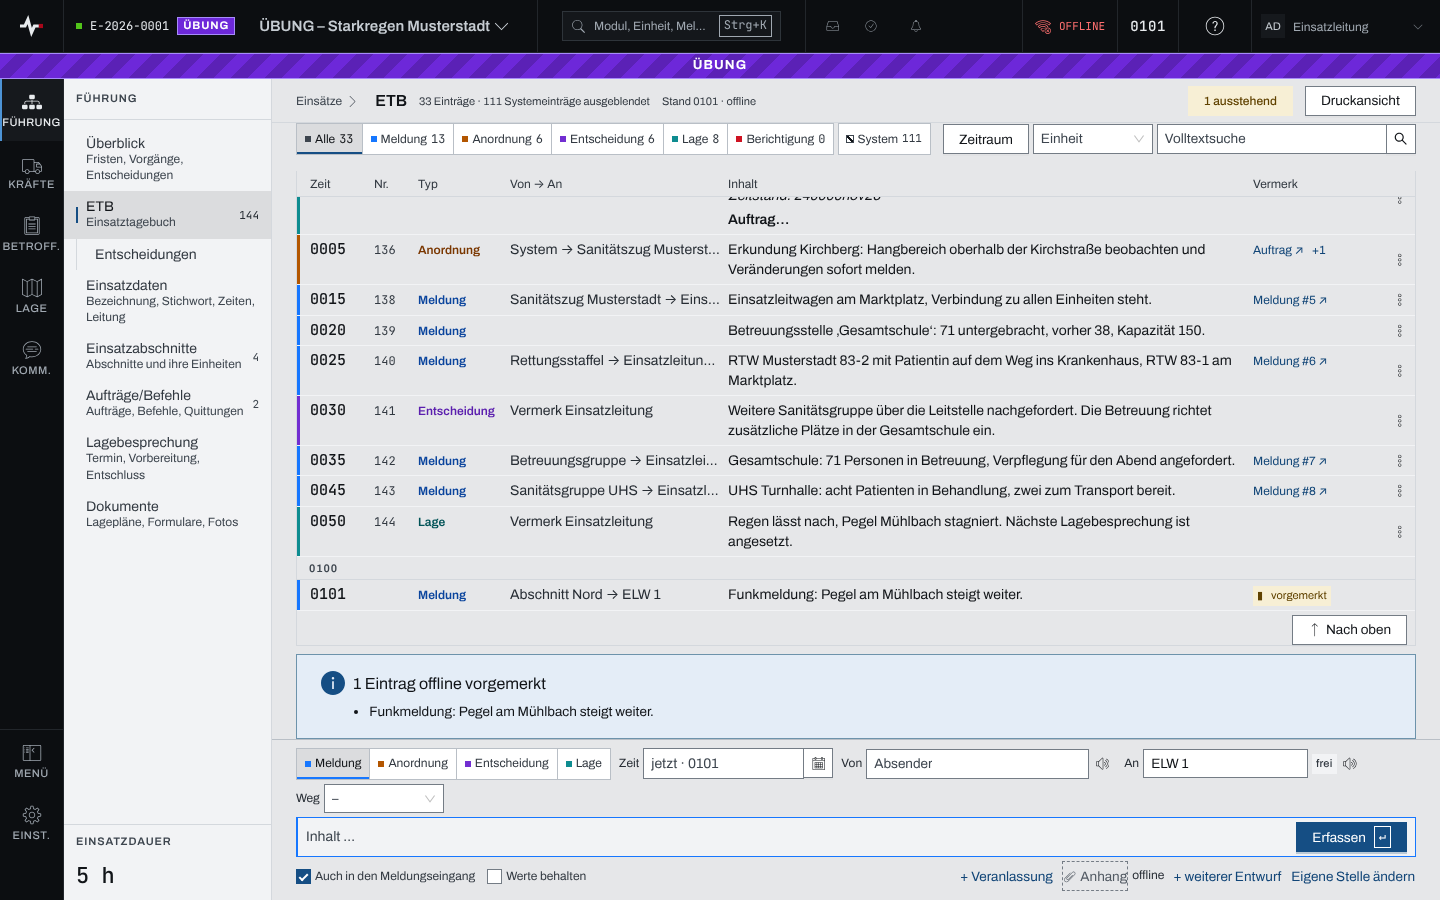 E-2026-0001 ÜBUNG ÜBUNG – Starkregen Musterstadt Modul, Einheit, Mel... Strg+K OFFLINE 0101 ? AD Einsatzleitung
ÜBUNG
FÜHRUNG
KRÄFTE
BETROFF.
LAGE
KOMM.
MENÜ
EINST.
FÜHRUNG
Überblick
Fristen, Vorgänge,
Entscheidungen
ETB
Einsatztagebuch 144
Entscheidungen
Einsatzdaten
Bezeichnung, Stichwort, Zeiten,
Leitung
Einsatzabschnitte
Abschnitte und ihre Einheiten 4
Aufträge/Befehle
Aufträge, Befehle, Quittungen 2
Lagebesprechung
Termin, Vorbereitung,
Entschluss
Dokumente
Lagepläne, Formulare, Fotos
EINSATZDAUER
5 h
Einsätze ETB 33 Einträge · 111 Systemeinträge ausgeblendet Stand 0101 · offline 1 ausstehend Druckansicht
Alle 33 Meldung 13 Anordnung 6 Entscheidung 6 Lage 8 Berichtigung 0 System 111 Zeitraum Einheit Volltextsuche
Zeit Nr. Typ Von → An Inhalt Vermerk
Auftrag...
0005 136 Anordnung System → Sanitätszug Musterst... Erkundung Kirchberg: Hangbereich oberhalb der Kirchstraße beobachten und Auftrag ↗ +1
Veränderungen sofort melden.
0015 138 Meldung Sanitätszug Musterstadt → Eins... Einsatzleitwagen am Marktplatz, Verbindung zu allen Einheiten steht. Meldung #5 ↗
0020 139 Meldung Betreuungsstelle ‚Gesamtschule‘: 71 untergebracht, vorher 38, Kapazität 150.
0025 140 Meldung Rettungsstaffel → Einsatzleitun... RTW Musterstadt 83-2 mit Patientin auf dem Weg ins Krankenhaus, RTW 83-1 am Meldung #6 ↗
Marktplatz.
0030 141 Entscheidung Vermerk Einsatzleitung Weitere Sanitätsgruppe über die Leitstelle nachgefordert. Die Betreuung richtet
zusätzliche Plätze in der Gesamtschule ein.
0035 142 Meldung Betreuungsgruppe → Einsatzlei... Gesamtschule: 71 Personen in Betreuung, Verpflegung für den Abend angefordert. Meldung #7 ↗
0045 143 Meldung Sanitätsgruppe UHS → Einsatzl... UHS Turnhalle: acht Patienten in Behandlung, zwei zum Transport bereit. Meldung #8 ↗
0050 144 Lage Vermerk Einsatzleitung Regen lässt nach, Pegel Mühlbach stagniert. Nächste Lagebesprechung ist
angesetzt.
0100
0101 Meldung Abschnitt Nord → ELW 1 Funkmeldung: Pegel am Mühlbach steigt weiter. vorgemerkt
↑ Nach oben
1 Eintrag offline vorgemerkt
• Funkmeldung: Pegel am Mühlbach steigt weiter.
Meldung Anordnung Entscheidung Lage Zeit jetzt · 0101 Von Absender An ELW 1 frei
Weg –
Inhalt ... Erfassen ↵
Auch in den Meldungseingang Werte behalten + Veranlassung Anhang offline + weiterer Entwurf Eigene Stelle ändern